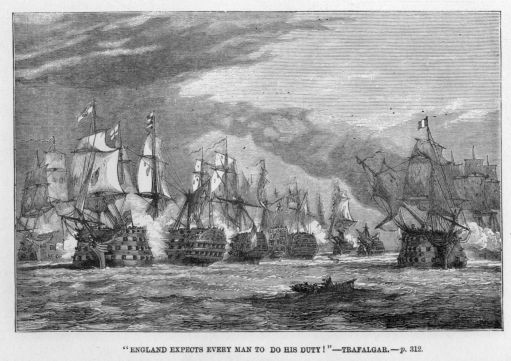 "ENGLAND EXPECTS EVERY MAN TO DO HIS DUTY!"—TRAFALGAR.—p. 312.